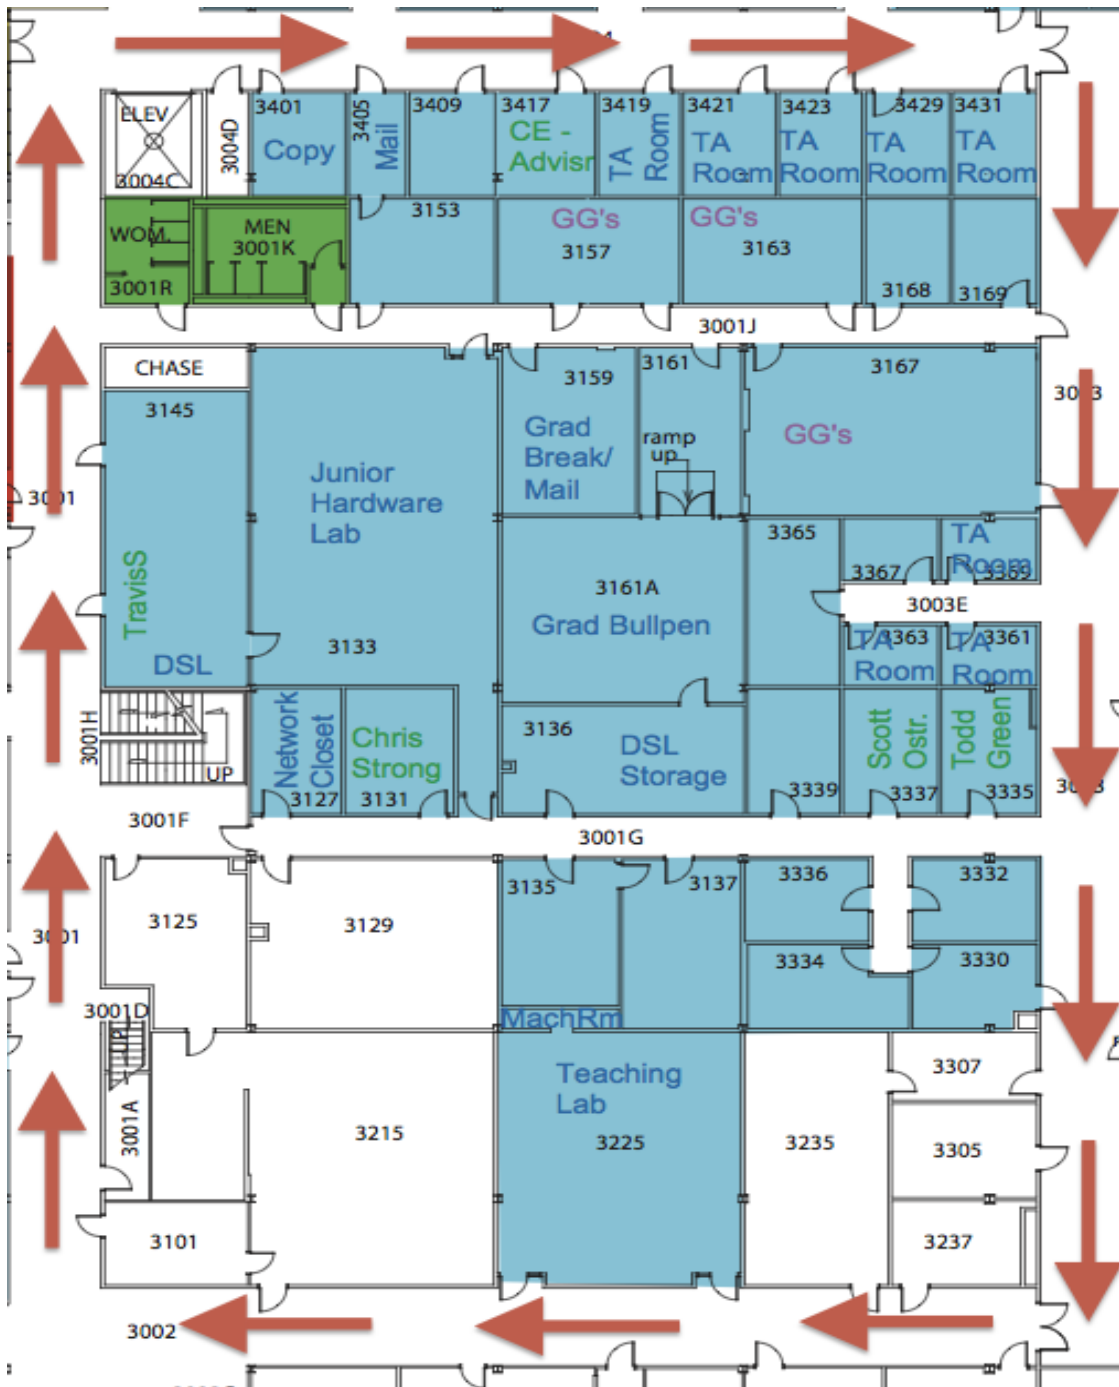 ELEV
3004C
3004D
3401
Copy
3405
Mail
3409
3417
CE -
Advisr
3419
TA
Room
3421
TA
Room
3423
TA
Room
3429
TA
Room
3431
TA
Room
WOM.
3001R
MEN
3001K
3153
GG's
3157
GG's
3163
3168
3169
3001J
CHASE
3145
TravisS
DSL
Junior
Hardware
Lab
3133
3159
Grad
Break/
Mail
3161
ramp
up
3167
GG's
3001
3161A
Grad Bullpen
3365
3367
TA
Room
3369
3003E
3363
TA
Room
3361
TA
Room
3001H
UP
Network
Closet
3127
Chris
Strong
3131
3136
DSL
Storage
3339
Scott
Ostr.
3337
Todd
Green
3335
3001F
3001G
3125
3129
3135
3137
3336
3332
3334
3330
3001
3001D
UP
MachRm
3001A
3215
Teaching
Lab
3225
3235
3307
3305
3101
3237
3002